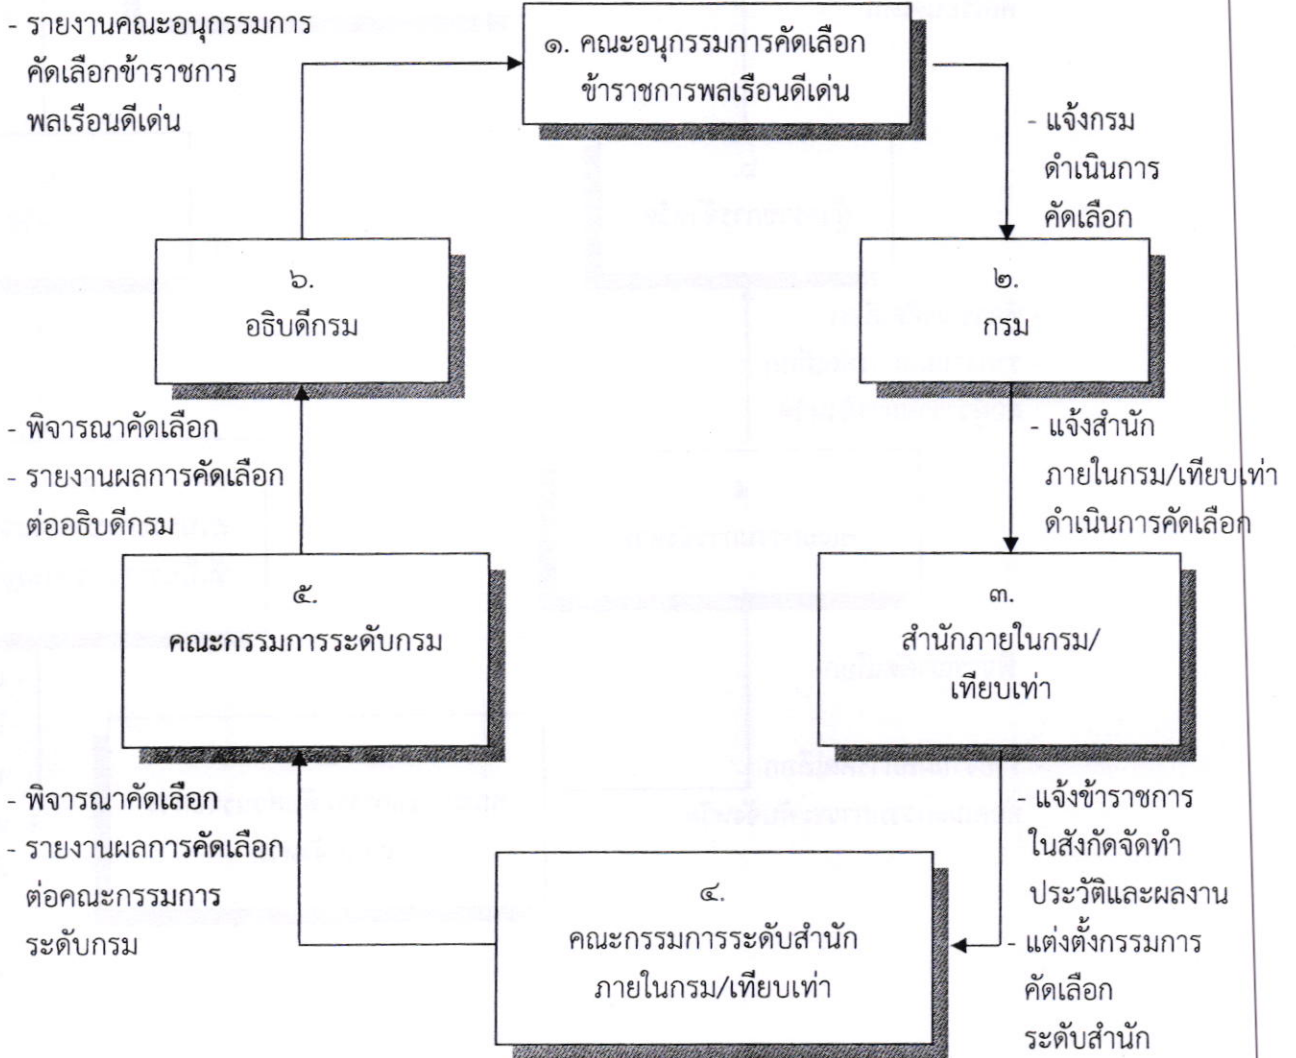 - รายงานคณะอนุกรรมการ
คัดเลือกข้าราชการ
พลเรือนดีเด่น
๑. คณะอนุกรรมการคัดเลือก
ข้าราชการพลเรือนดีเด่น
- แจ้งกรม
ดำเนินการ
คัดเลือก
๒.
กรม
- แจ้งสำนัก
ภายในกรม/เทียบเท่า
ดำเนินการคัดเลือก
๓.
สำนักภายในกรม/
เทียบเท่า
- แจ้งข้าราชการ
ในสังกัดจัดทำ
ประวัติและผลงาน
- แต่งตั้งกรรมการ
คัดเลือก
ระดับสำนัก
๔.
คณะกรรมการระดับสำนัก
ภายในกรม/เทียบเท่า
- พิจารณาคัดเลือก
- รายงานผลการคัดเลือก
ต่อคณะกรรมการ
ระดับกรม
๕.
คณะกรรมการระดับกรม
- พิจารณาคัดเลือก
- รายงานผลการคัดเลือก
ต่ออธิบดีกรม
๖.
อธิบดีกรม